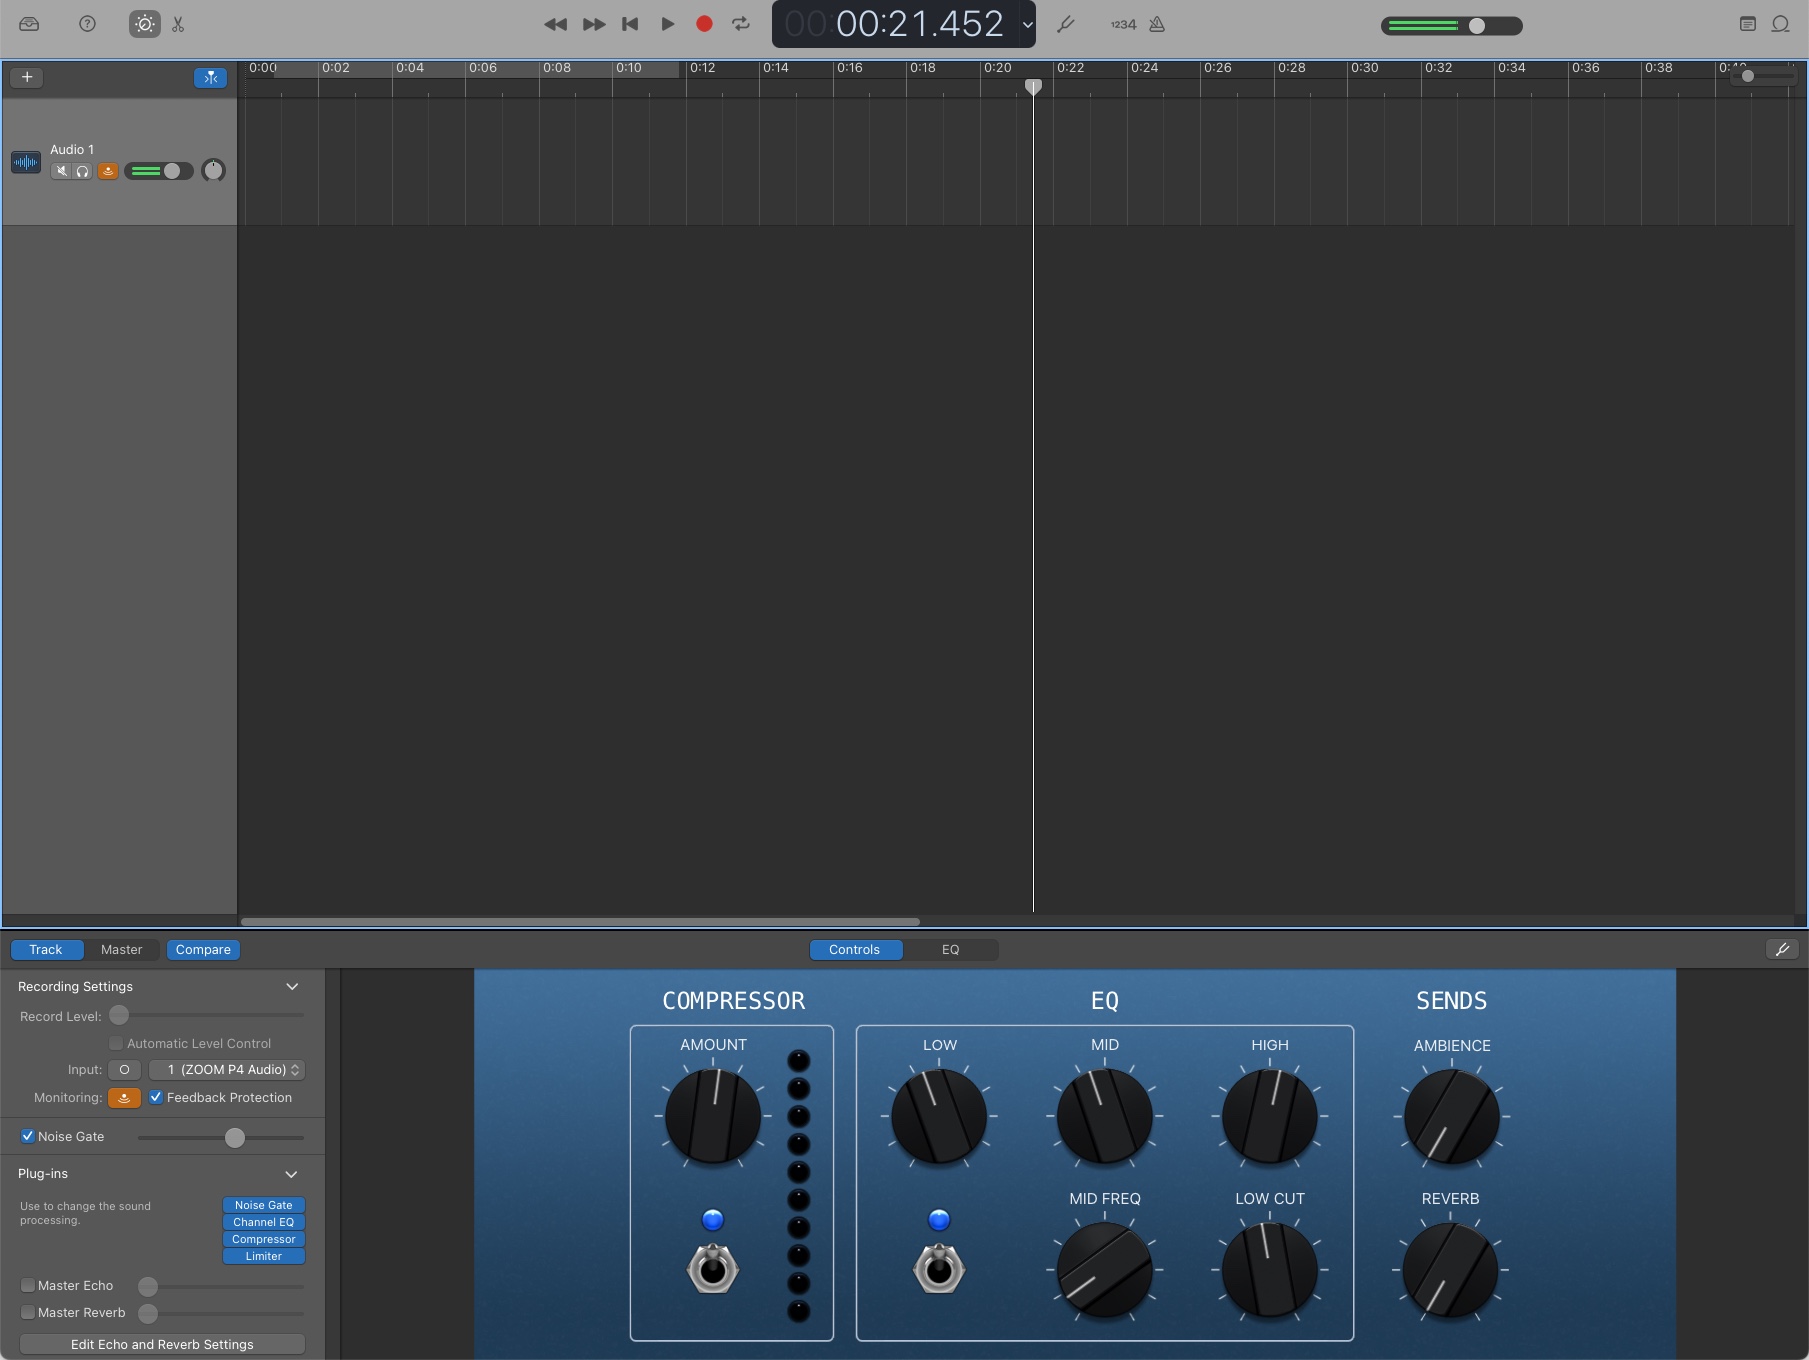 00:00:21.452
1234
0:00 0:02 0:04 0:06 0:08 0:10 0:12 0:14 0:16 0:18 0:20 0:22 0:24 0:26 0:28 0:30 0:32 0:34 0:36 0:38
Audio 1
Track Master Compare Controls EQ
Recording Settings
Record Level:
Automatic Level Control
Input: 1 (ZOOM P4 Audio)
Monitoring: Feedback Protection
Noise Gate
Plug-ins
Use to change the sound
processing.
Noise Gate
Channel EQ
Compressor
Limiter
Master Echo
Master Reverb
Edit Echo and Reverb Settings
COMPRESSOR EQ SENDS
AMOUNT LOW MID HIGH AMBIENCE
MID FREQ LOW CUT REVERB